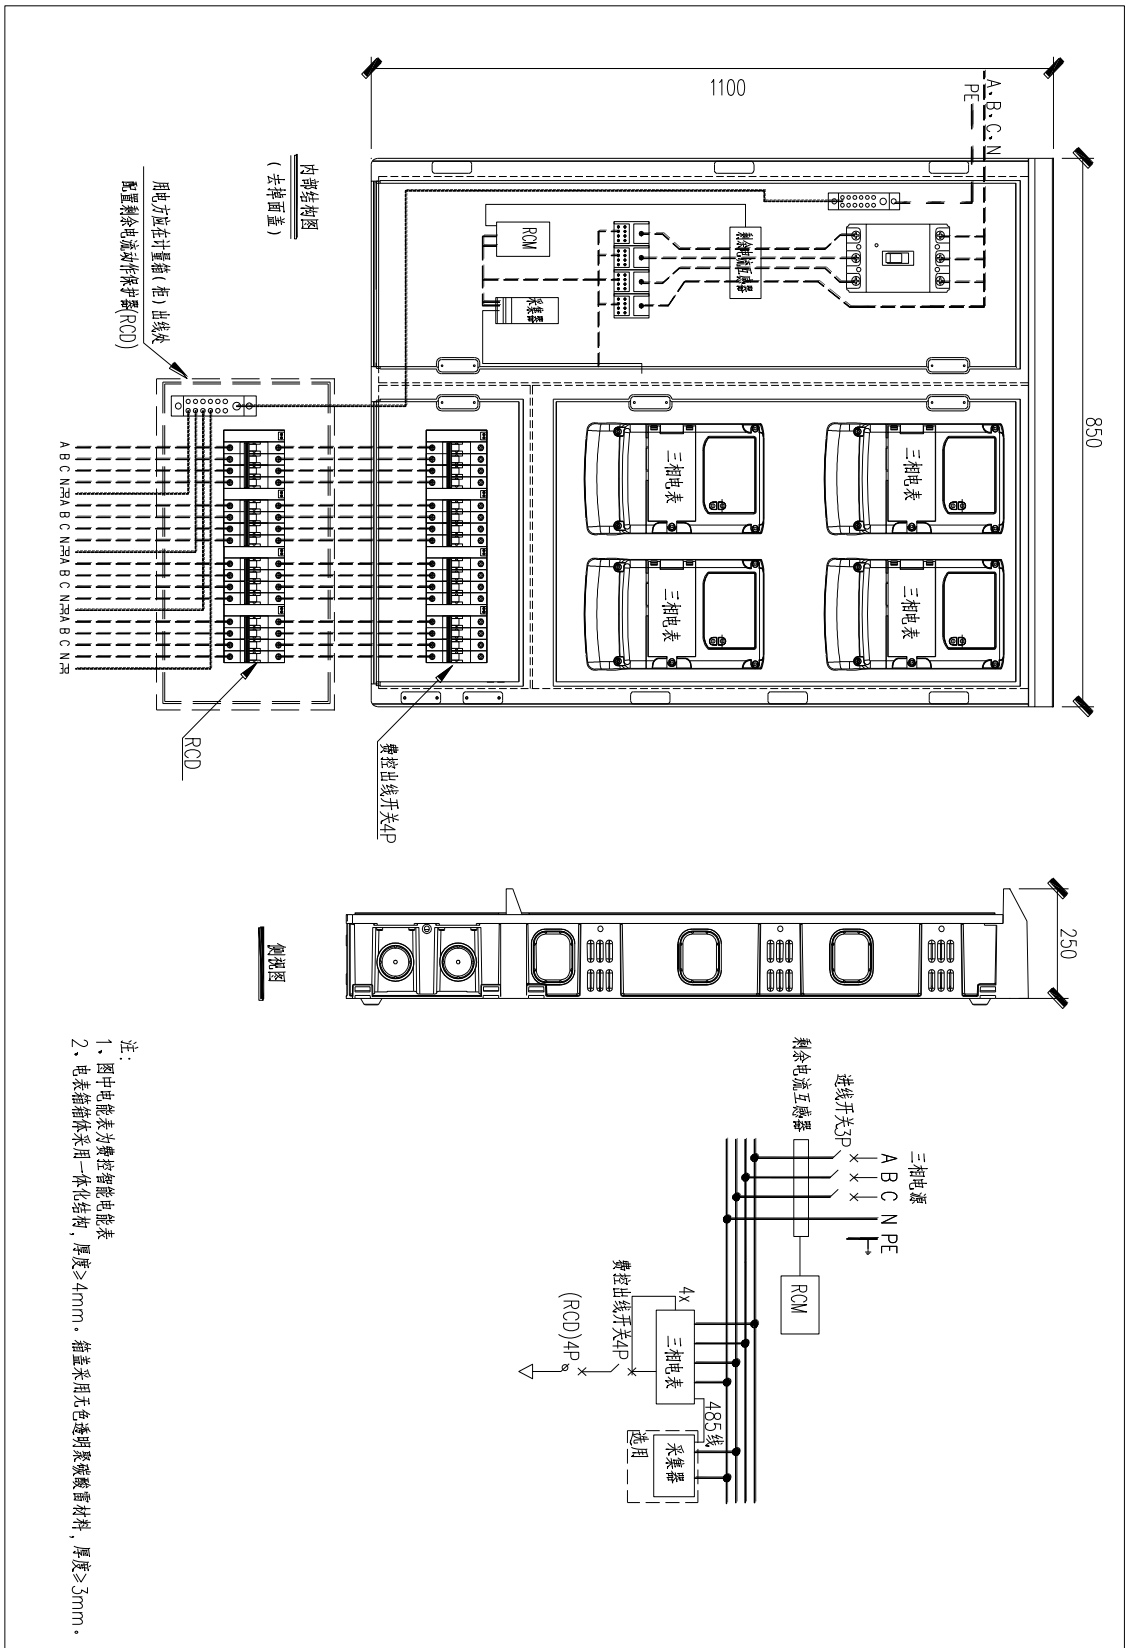 1100
850
A、B、C、N
PE
剩余电流互感器
RCM
采集器
三相电表
三相电表
三相电表
三相电表
内部结构图
(去掉面盖)
用电方应在计量箱(柜)出线处
配置剩余电流动作保护器(RCD)
A B C N PE A B C N PE A B C N PE A B C N PE
RCD
费控出线开关4P
250
侧视图
三相电源
A B C N PE
进线开关3P
剩余电流互感器
RCM
4x
三相电表
费控出线开关4P
(RCD)4P
485线
采集器
选用
注:
1、图中电能表为费控智能电能表
2、电表箱箱体采用一体化结构,厚度≥4mm。箱盖采用无色透明聚碳酸雷材料,厚度≥3mm。